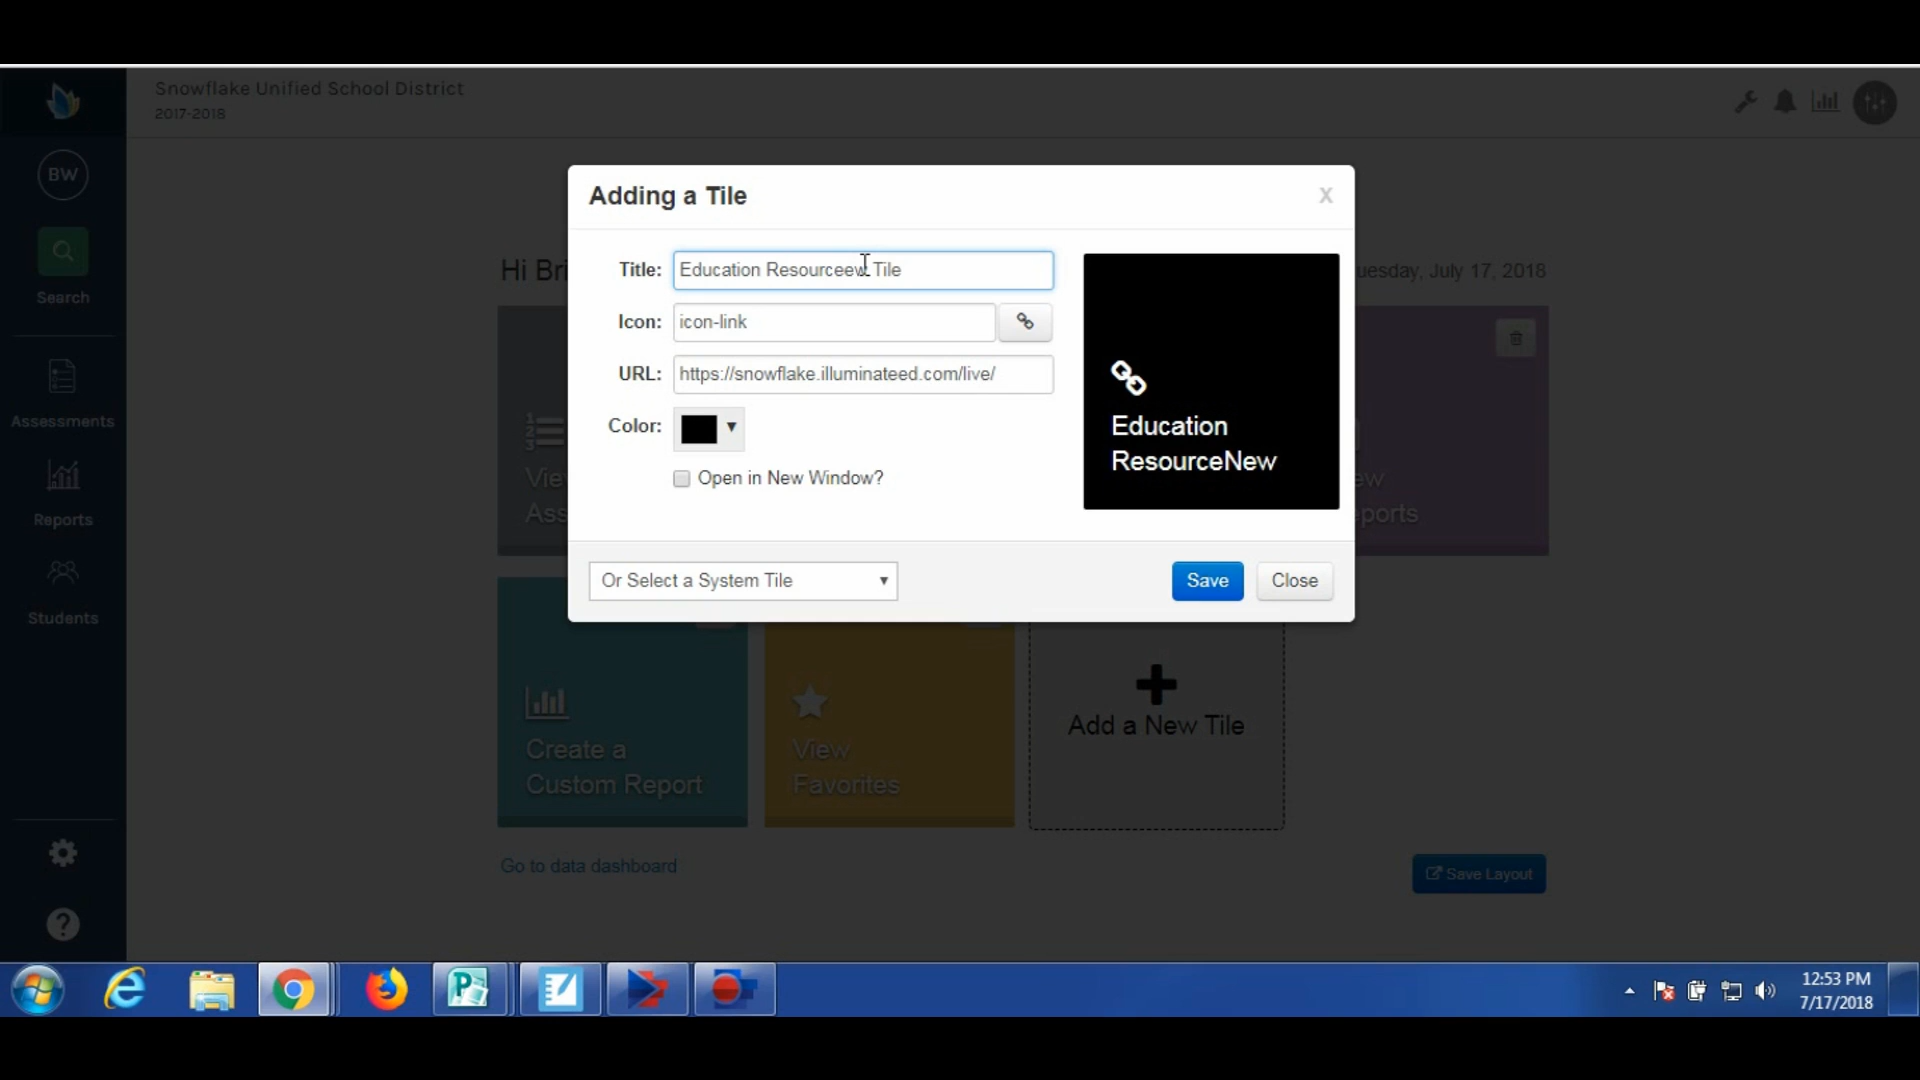 Snowflake Unified School District
2017-2018
BW
Search
Assessments
Reports
Students
Hi Bri
uesday, July 17, 2018
Adding a Tile
X
Title: Education Resourceew Tile
Icon: icon-link
URL: https://snowflake.illuminateed.com/live/
Color:
Open in New Window?
Education
ResourceNew
Or Select a System Tile
Save
Close
Vie
Ass
ew
ports
Create a
Custom Report
View
Favorites
Add a New Tile
Go to data dashboard
Save Layout
12:53 PM
7/17/2018